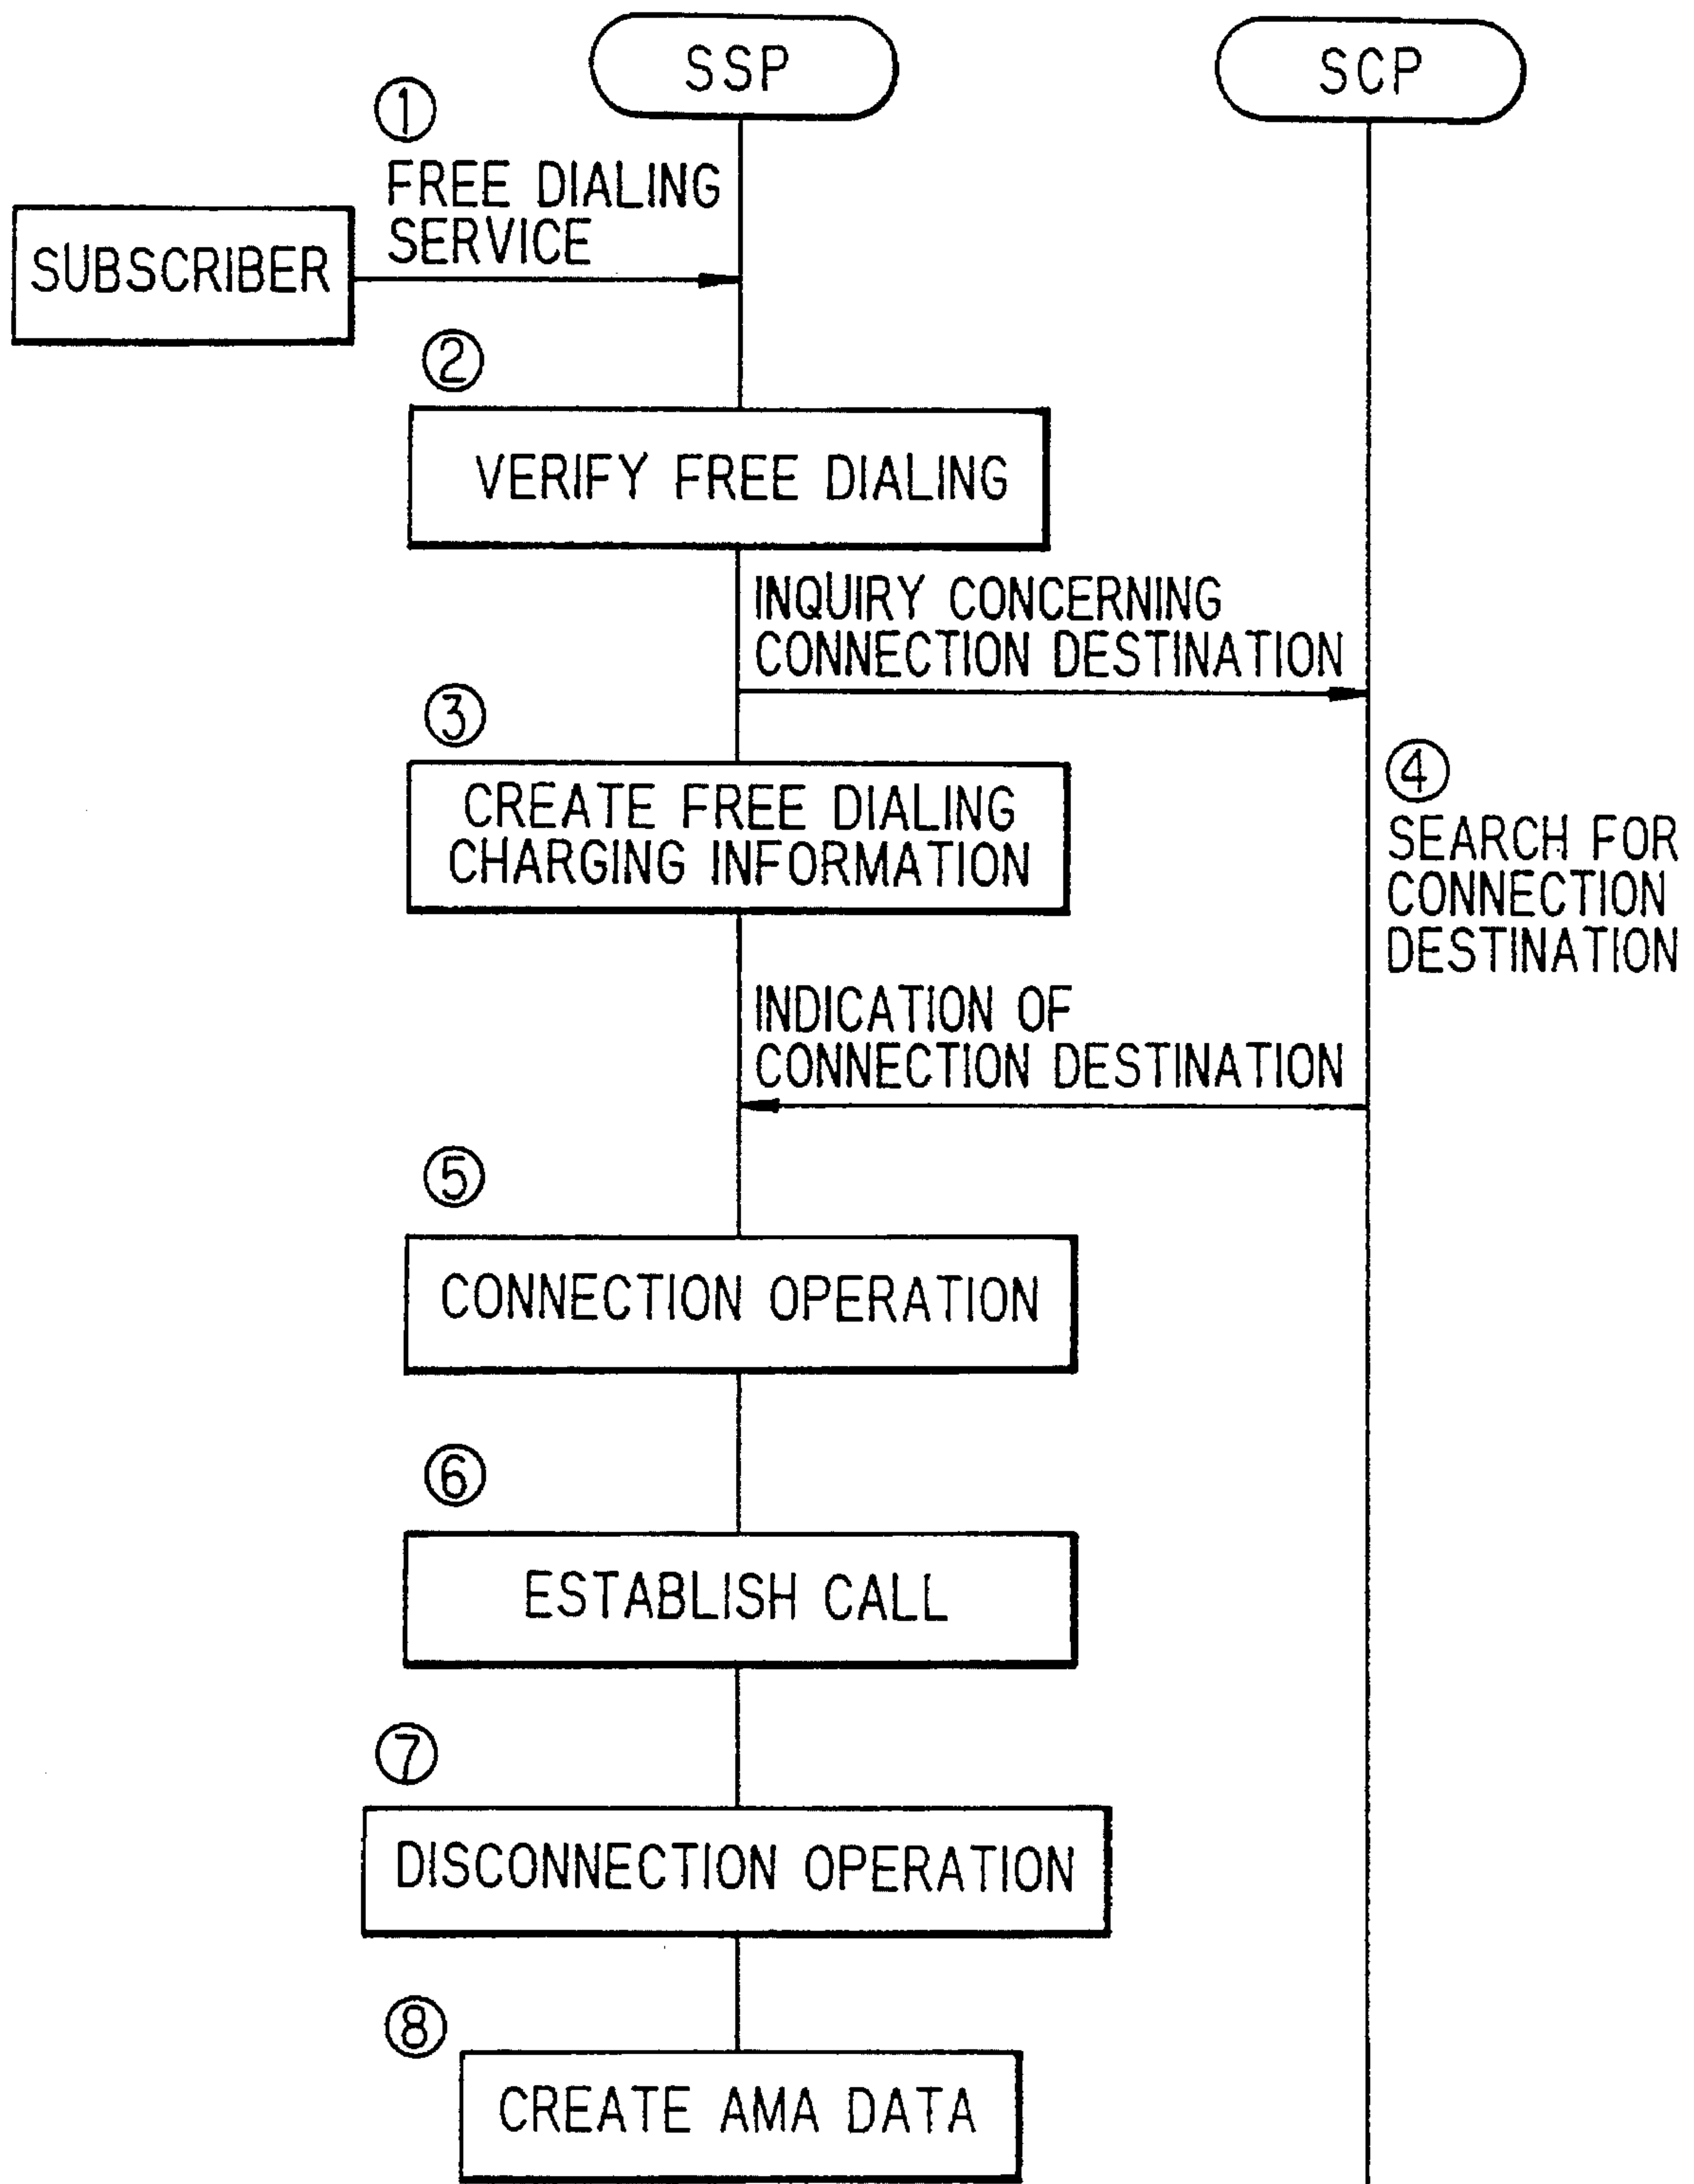 SSP
SCP
①
FREE DIALING
SERVICE
SUBSCRIBER
②
VERIFY FREE DIALING
INQUIRY CONCERNING
CONNECTION DESTINATION
③
CREATE FREE DIALING
CHARGING INFORMATION
④
SEARCH FOR
CONNECTION
DESTINATION
INDICATION OF
CONNECTION DESTINATION
⑤
CONNECTION OPERATION
⑥
ESTABLISH CALL
⑦
DISCONNECTION OPERATION
⑧
CREATE AMA DATA